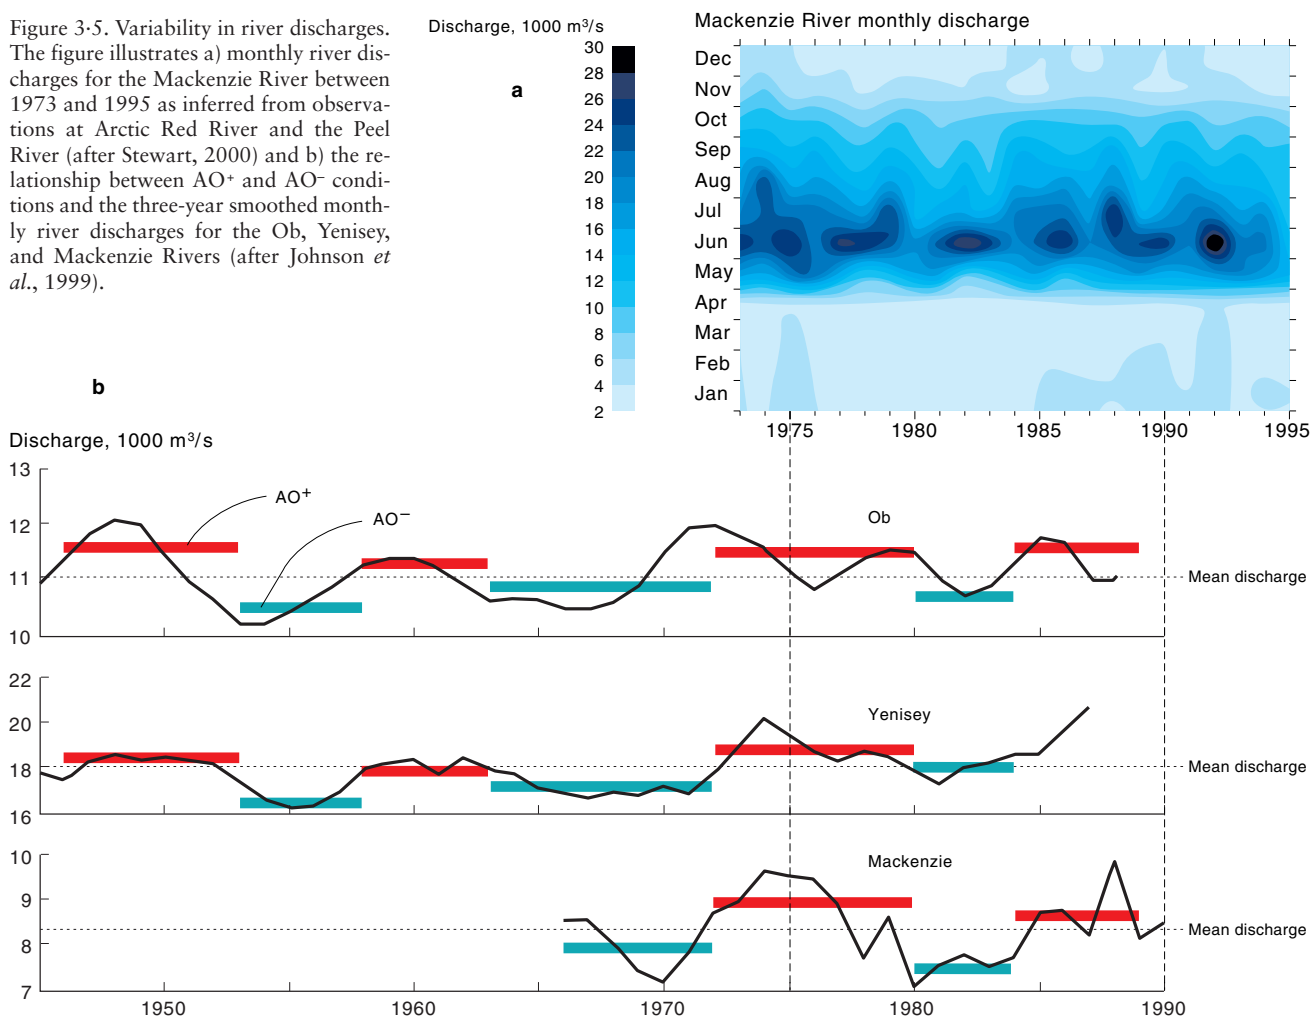 Figure 3·5. Variability in river discharges.
The figure illustrates a) monthly river dis-
charges for the Mackenzie River between
1973 and 1995 as inferred from observa-
tions at Arctic Red River and the Peel
River (after Stewart, 2000) and b) the re-
lationship between AO⁺ and AO⁻ condi-
tions and the three-year smoothed month-
ly river discharges for the Ob, Yenisey,
and Mackenzie Rivers (after Johnson et
al., 1999).
a
Discharge, 1000 m³/s
30
28
26
24
22
20
18
16
14
12
10
8
6
4
2
Mackenzie River monthly discharge
Dec
Nov
Oct
Sep
Aug
Jul
Jun
May
Apr
Mar
Feb
Jan
1975 1980 1985 1990 1995
b
Discharge, 1000 m³/s
13
12
11
10
AO⁺
AO⁻
Ob
Mean discharge
22
20
18
16
Yenisey
Mean discharge
10
9
8
7
Mackenzie
Mean discharge
1950 1960 1970 1980 1990